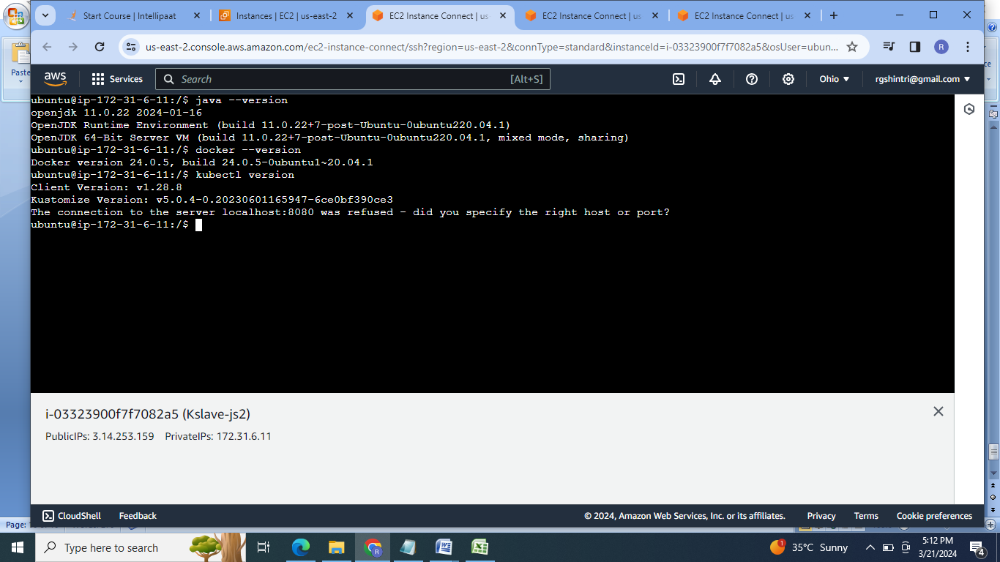 Start Course | Intellipaat
Instances | EC2 | us-east-2
EC2 Instance Connect | us
EC2 Instance Connect | us
EC2 Instance Connect | us
Paste
us-east-2.console.aws.amazon.com/ec2-instance-connect/ssh?region=us-east-2&connType=standard&instanceId=i-03323900f7f7082a5&osUser=ubun...
R
aws
Services
Search
[Alt+S]
Ohio
rgshintri@gmail.com
ubuntu@ip-172-31-6-11:/$ java --version
openjdk 11.0.22 2024-01-16
OpenJDK Runtime Environment (build 11.0.22+7-post-Ubuntu-0ubuntu220.04.1)
OpenJDK 64-Bit Server VM (build 11.0.22+7-post-Ubuntu-0ubuntu220.04.1, mixed mode, sharing)
ubuntu@ip-172-31-6-11:/$ docker --version
Docker version 24.0.5, build 24.0.5-0ubuntu1~20.04.1
ubuntu@ip-172-31-6-11:/$ kubectl version
Client Version: v1.28.8
Kustomize Version: v5.0.4-0.20230601165947-6ce0bf390ce3
The connection to the server localhost:8080 was refused - did you specify the right host or port?
ubuntu@ip-172-31-6-11:/$
i-03323900f7f7082a5 (Kslave-js2)
PublicIPs: 3.14.253.159 PrivateIPs: 172.31.6.11
CloudShell
Feedback
© 2024, Amazon Web Services, Inc. or its affiliates.
Privacy
Terms
Cookie preferences
Page:
Type here to search
R
1
35°C Sunny
5:12 PM
3/21/2024
4